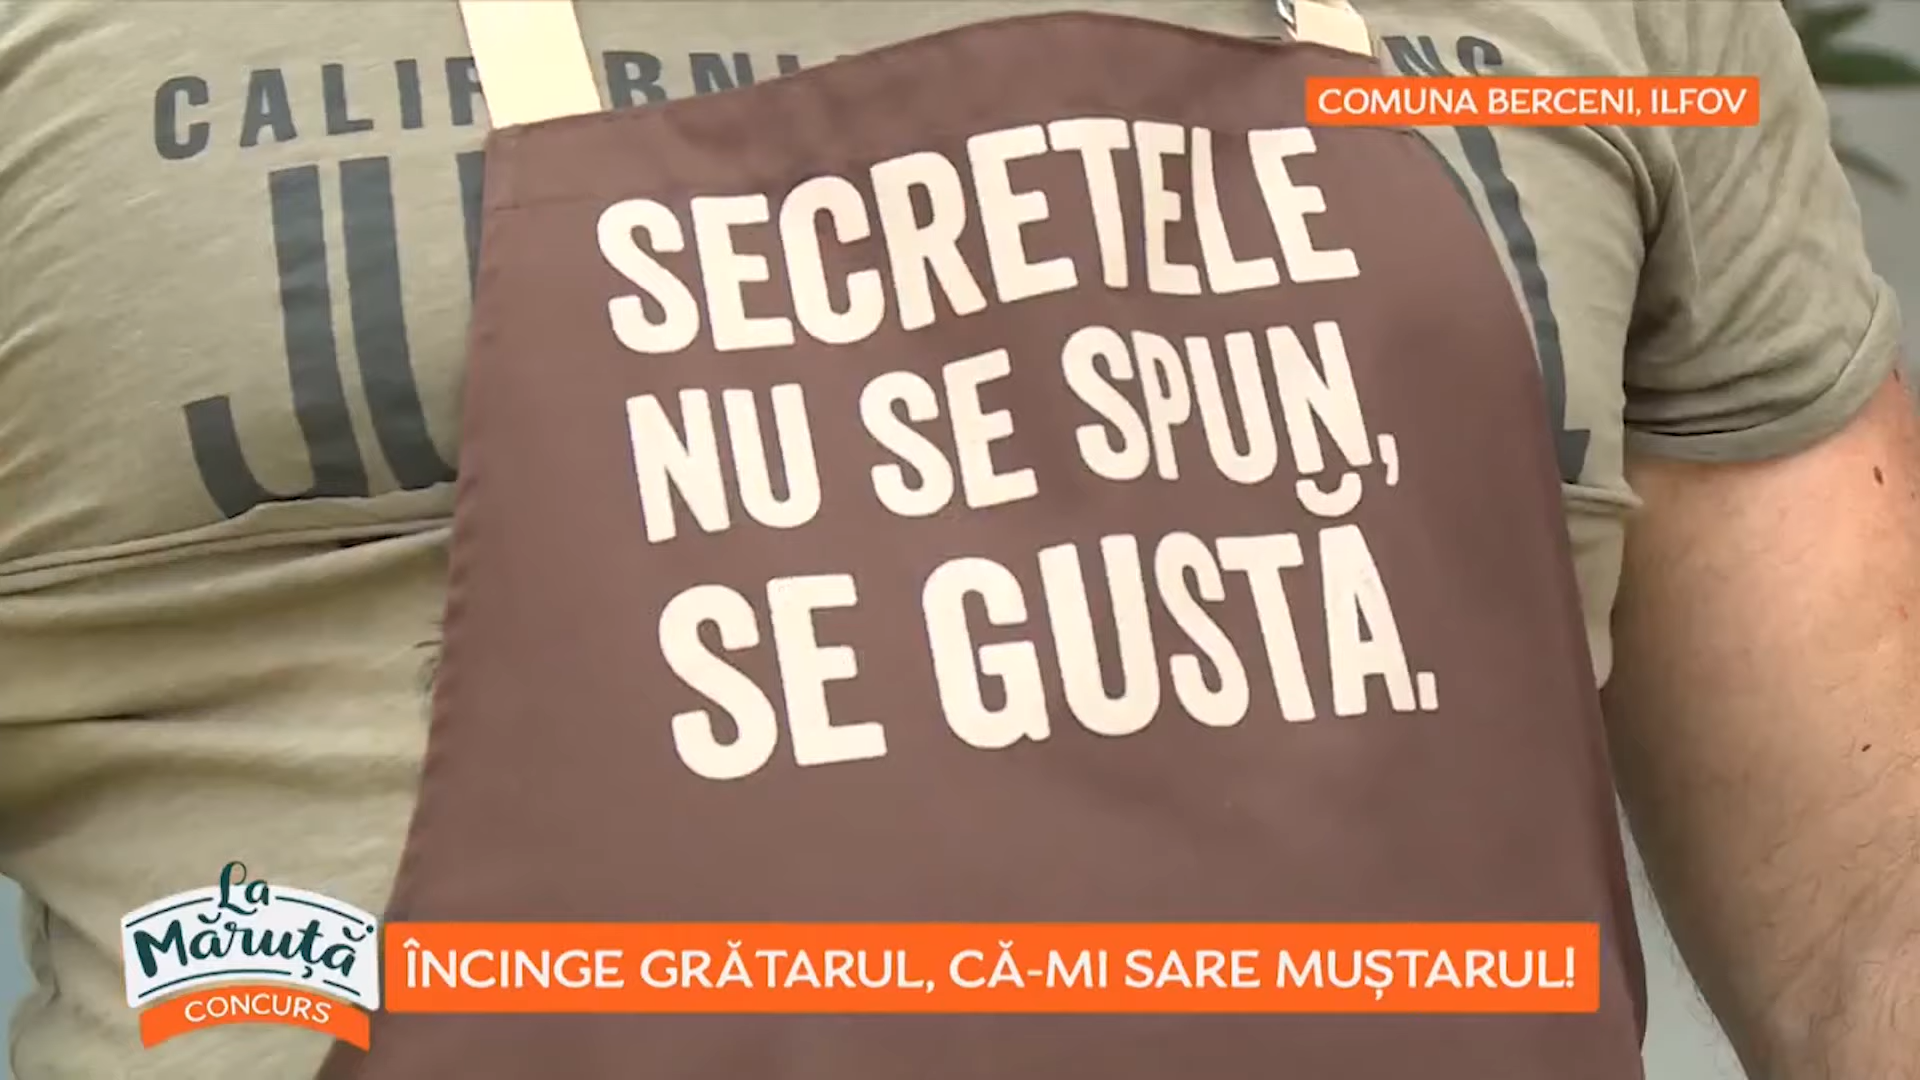 COMUNA BERCENI, ILFOV
SECRETELE
NU SE SPUN,
SE GUSTĂ.
La
Măruță
CONCURS
ÎNCINGE GRĂTARUL, CĂ-MI SARE MUȘTARUL!